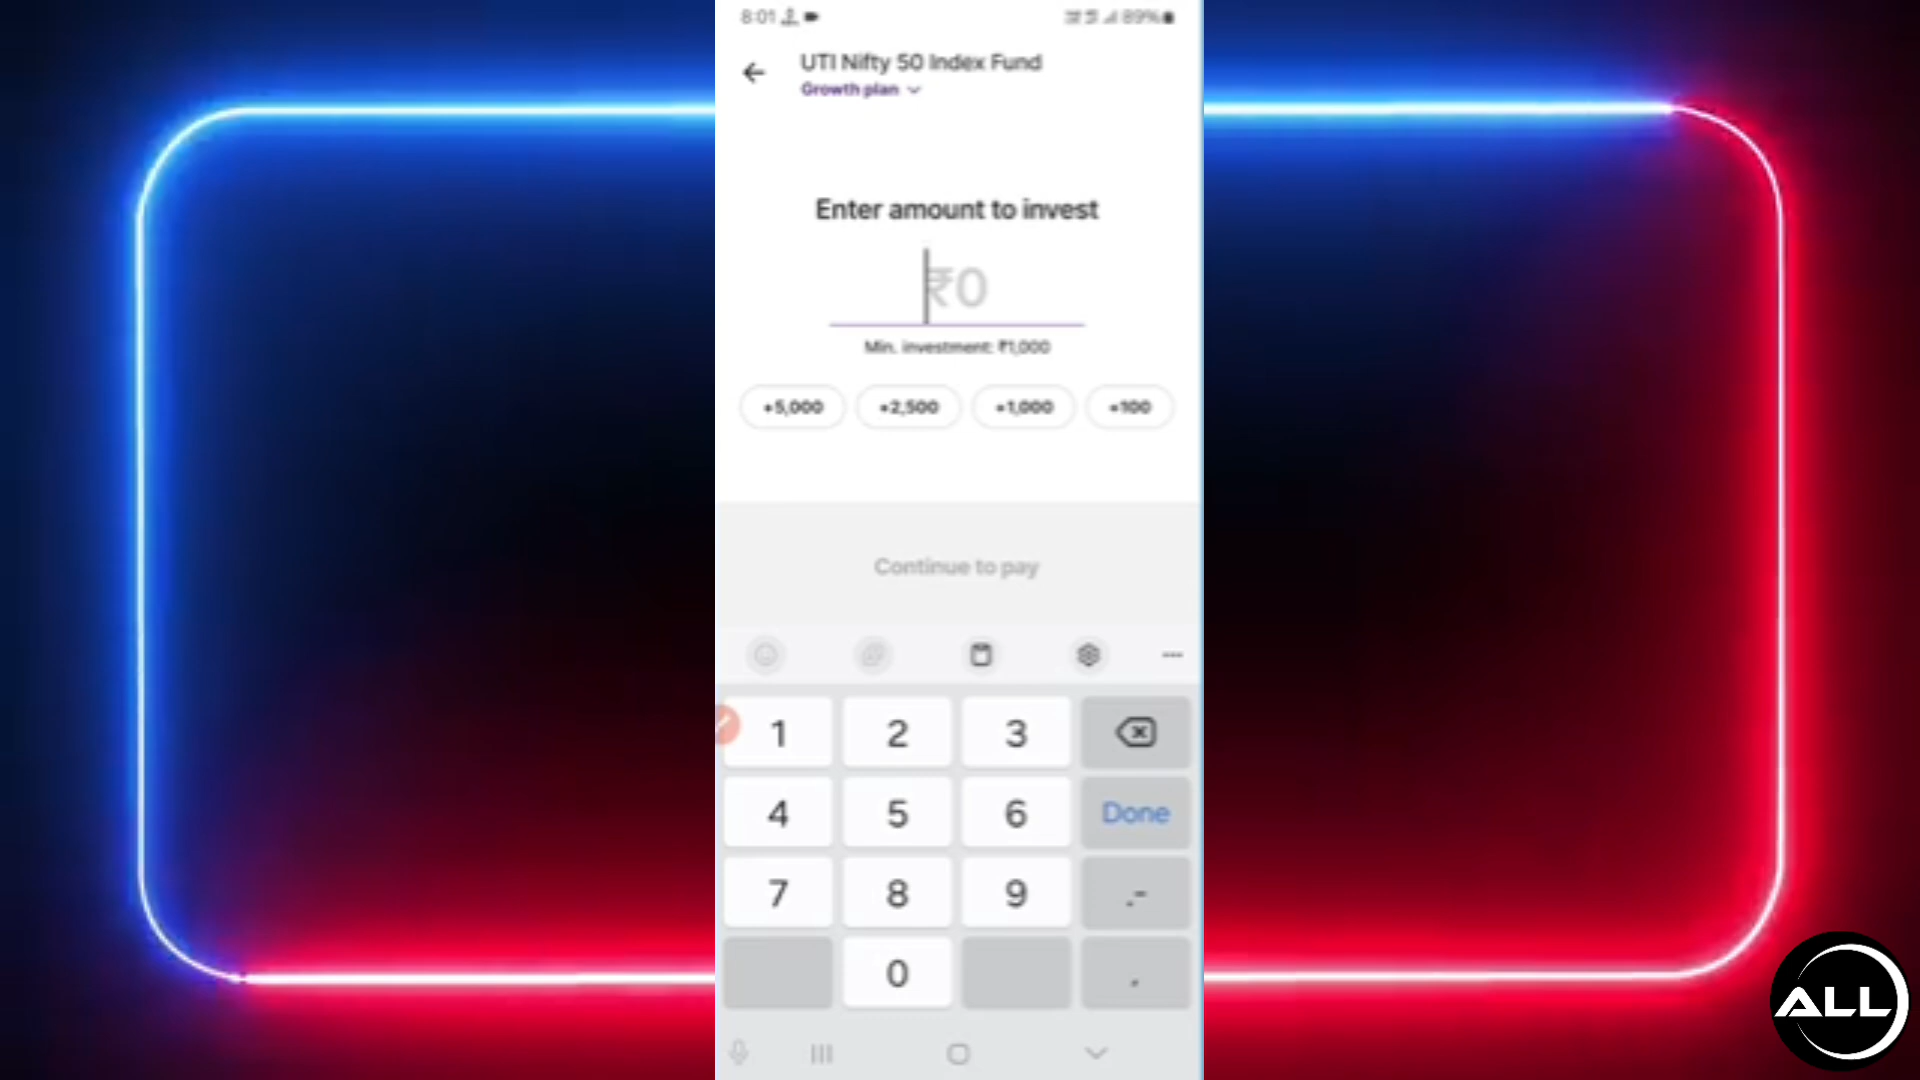 8:01 89%
UTI Nifty 50 Index Fund
Growth plan
Enter amount to invest
₹0
Min. investment: ₹1,000
+5,000 +2,500 +1,000 +100
Continue to pay
1 2 3
4 5 6 Done
7 8 9 .-
0 ,
ALL